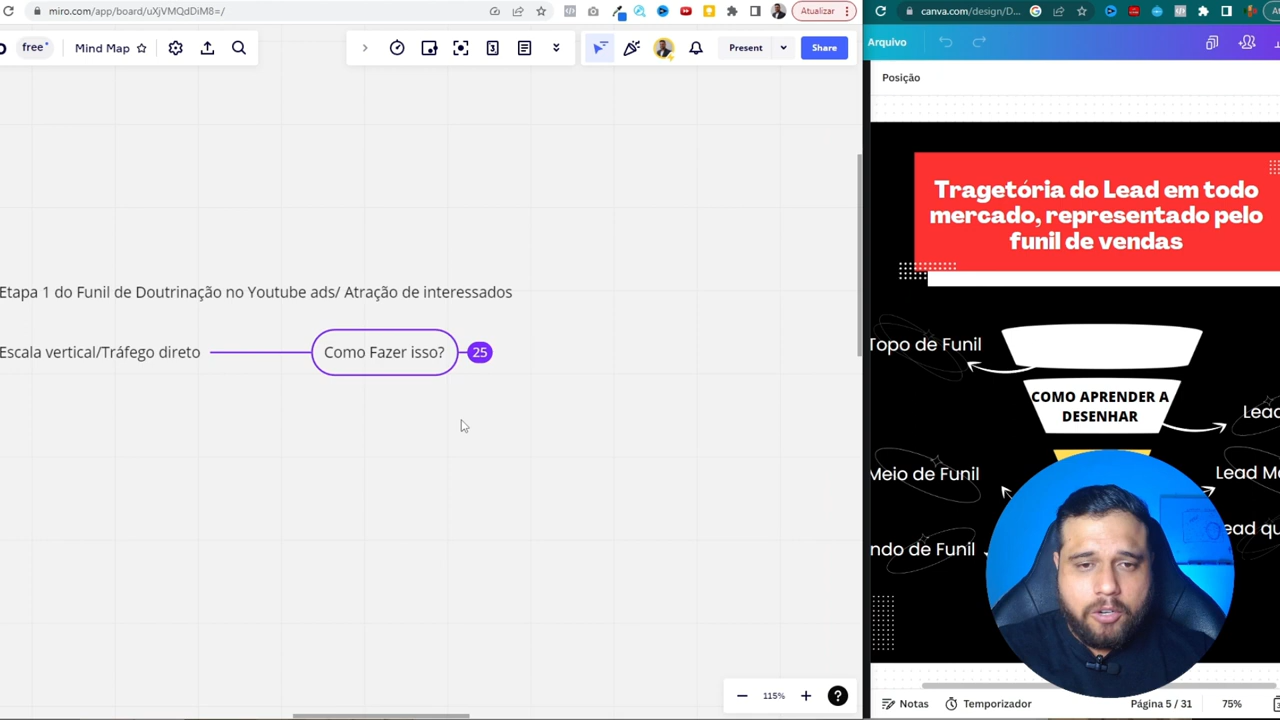 miro.com/app/board/uXjVMQdDiM8=/
Atualizar
free
Mind Map
Present
Share
Etapa 1 do Funil de Doutrinação no Youtube ads/ Atração de interessados
Escala vertical/Tráfego direto
Como Fazer isso?
25
115%
canva.com/design/D...
At
Arquivo
Posição
Tragetória do Lead em todo
mercado, representado pelo
funil de vendas
Topo de Funil
COMO APRENDER A
DESENHAR
Lead
Meio de Funil
Lead M
ead qu
ndo de Funil
Notas
Temporizador
Página 5 / 31
75%